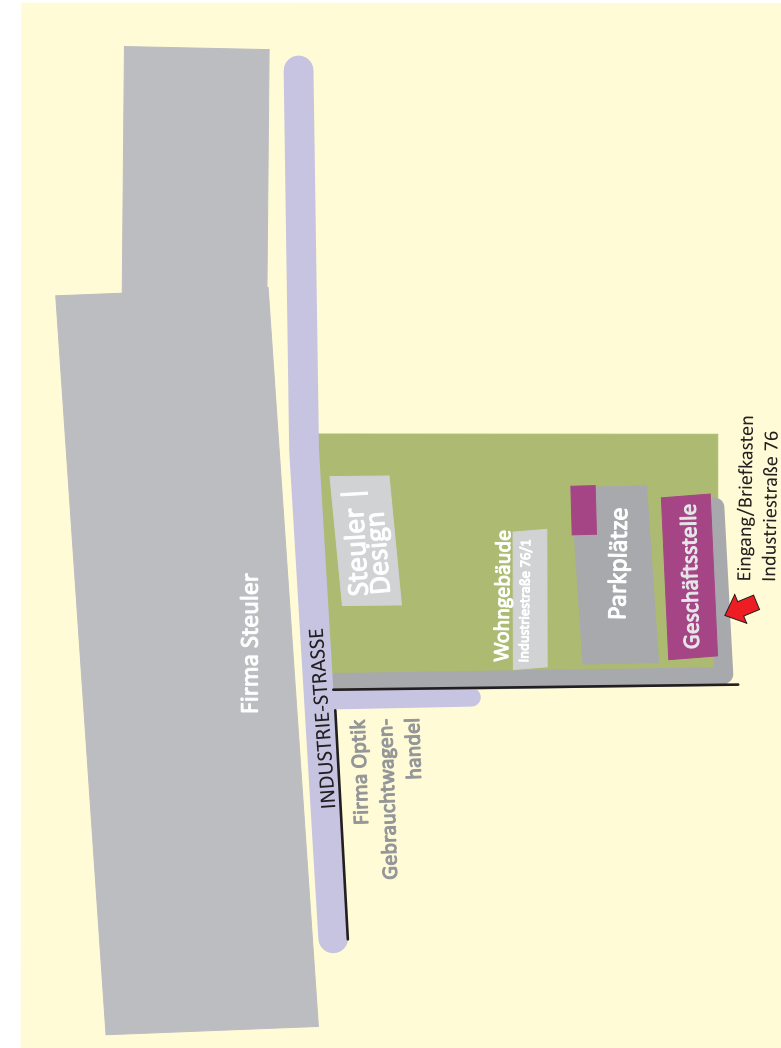 Firma Steuler
INDUSTRIE-STRASSE
Steuler |
Design
Firma Optik
Gebrauchtwagen-
handel
Wohngebäude
Industriestraße 76/1
Parkplätze
Geschäftsstelle
Eingang/Briefkasten
Industriestraße 76